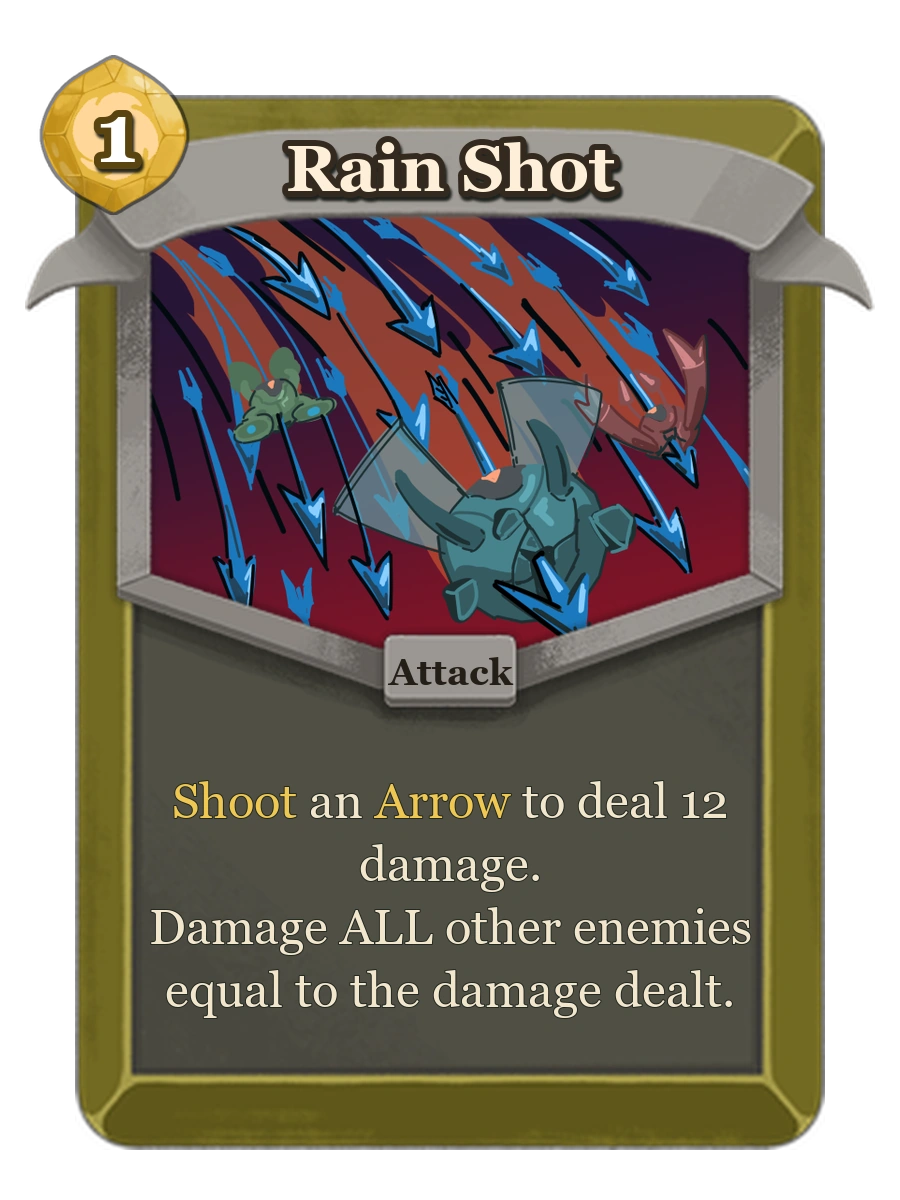 1
Rain Shot
Attack
Shoot an Arrow to deal 12
damage.
Damage ALL other enemies
equal to the damage dealt.